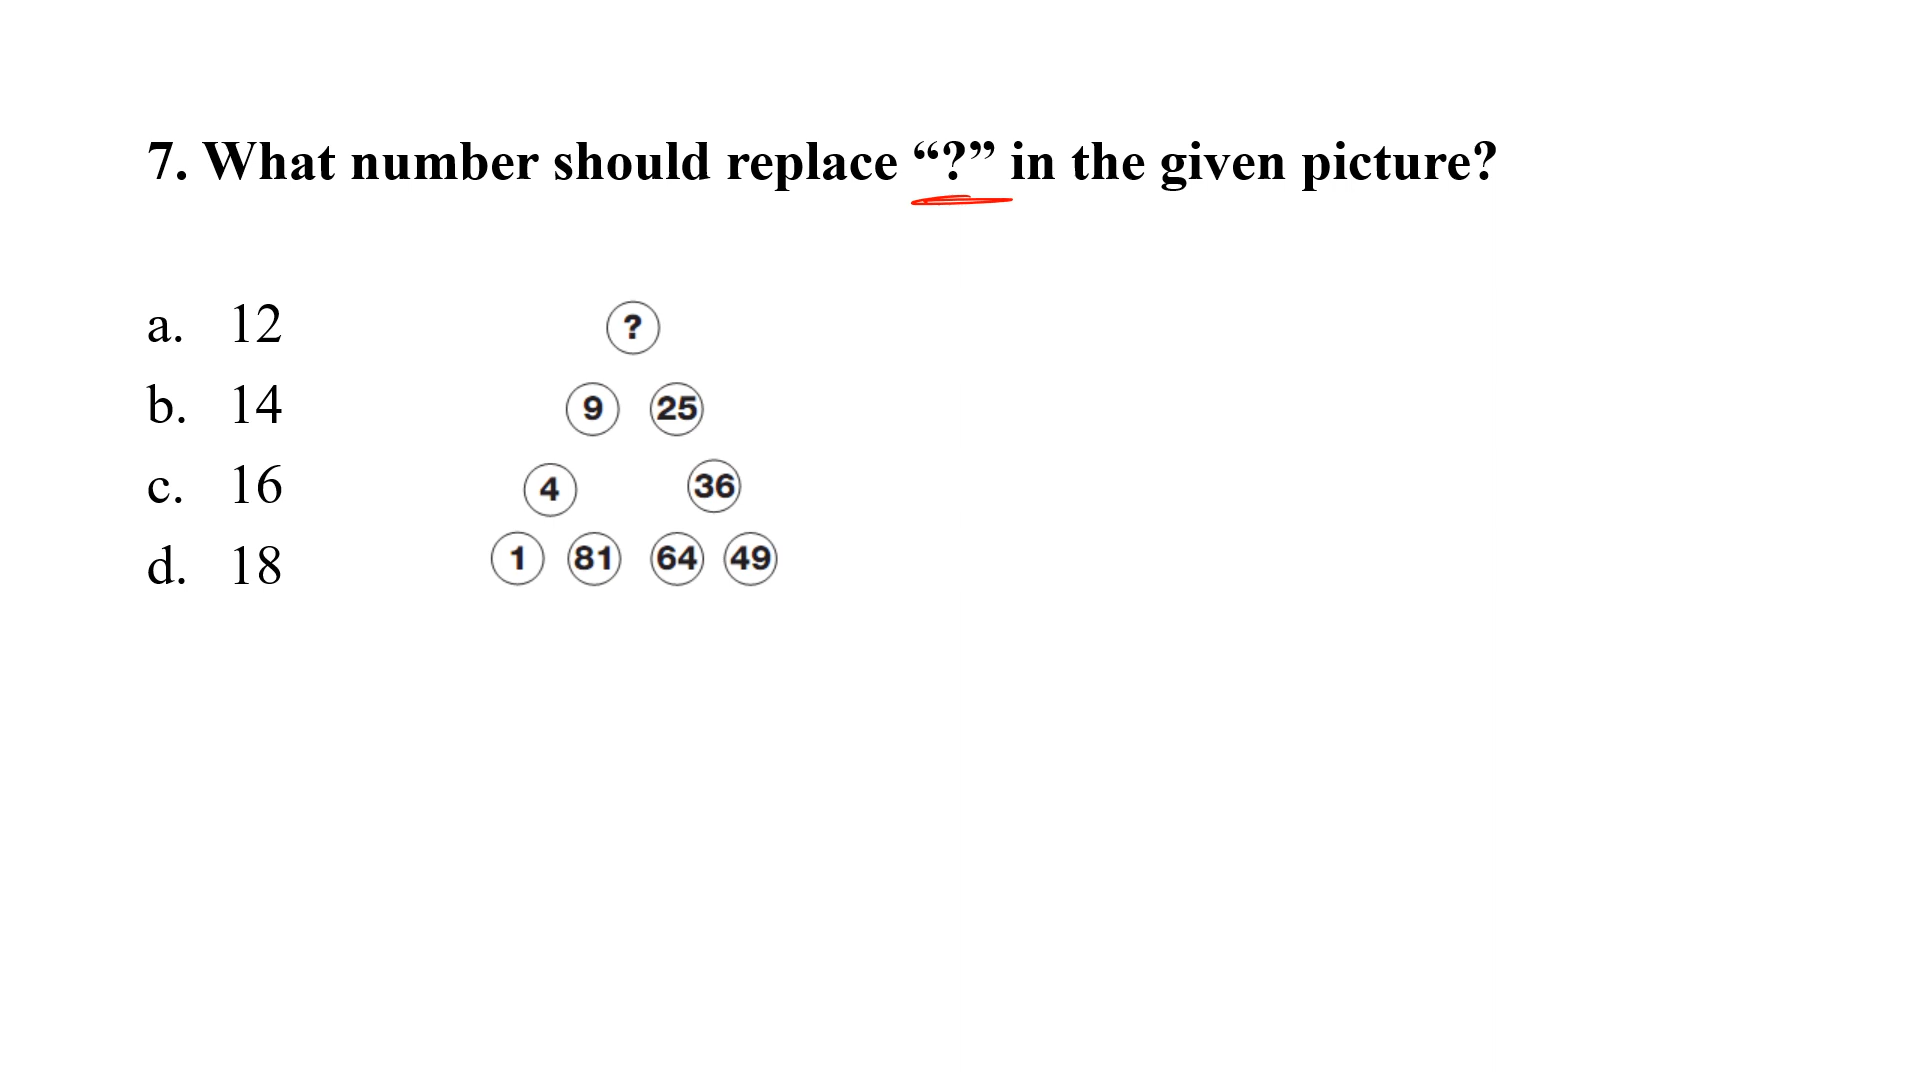 7. What number should replace “?” in the given picture?
a. 12
b. 14
c. 16
d. 18
?
9 25
4 36
1 81 64 49